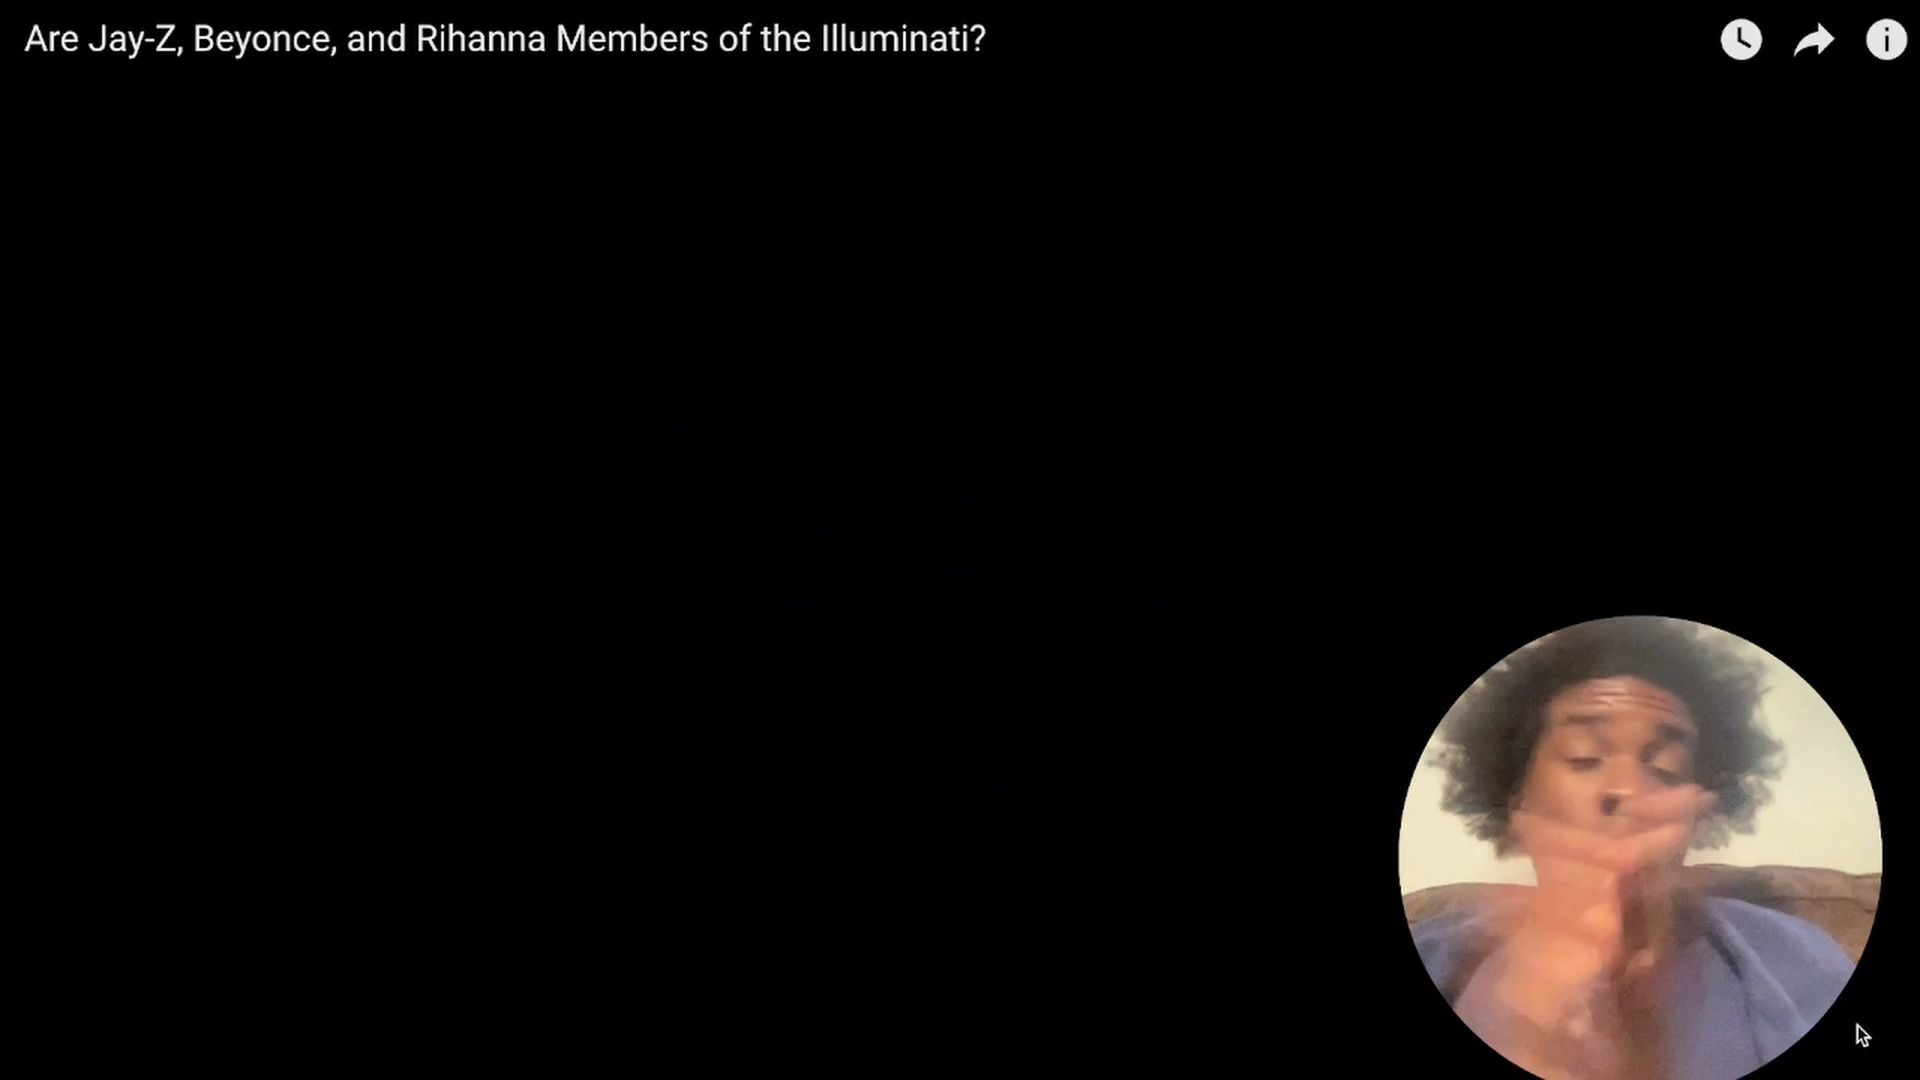 Are Jay-Z, Beyonce, and Rihanna Members of the Illuminati?